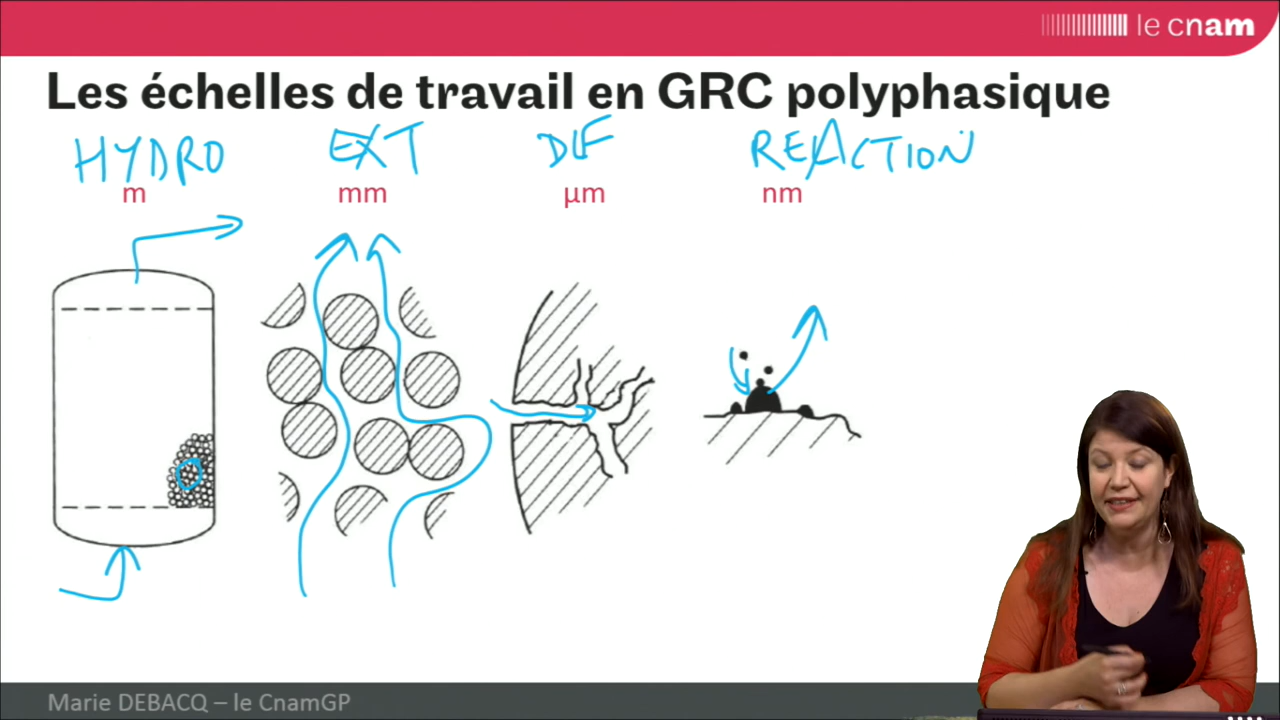 le cnam
Les échelles de travail en GRC polyphasique
HYDRO EXT DIF REACTION
m mm µm nm
Marie DEBACQ – le CnamGP